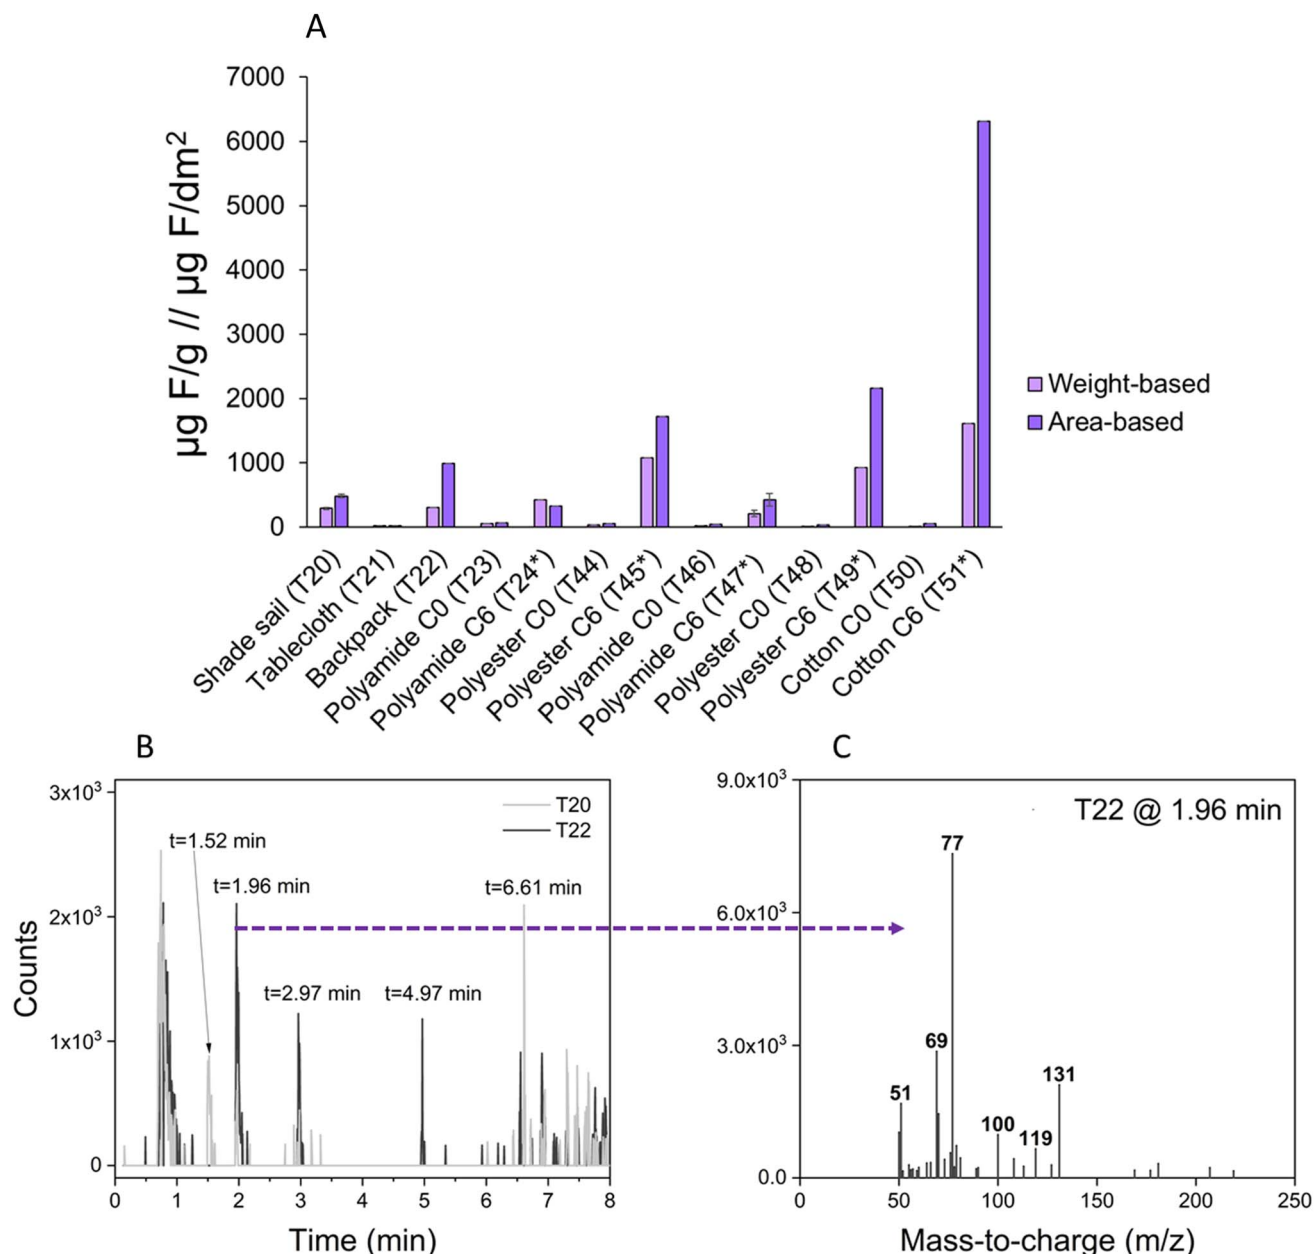 A
7000
6000
5000
4000
3000
2000
1000
0
µg F/g // µg F/dm²
Weight-based
Area-based
Shade sail (T20)
Tablecloth (T21)
Backpack (T22)
Polyamide C0 (T23)
Polyamide C6 (T24*)
Polyester C0 (T44)
Polyester C6 (T45*)
Polyamide C0 (T46)
Polyamide C6 (T47*)
Polyester C0 (T48)
Polyester C6 (T49*)
Cotton C0 (T50)
Cotton C6 (T51*)
B
3x10³
2x10³
1x10³
0
Counts
T20
T22
t=1.52 min
t=1.96 min
t=6.61 min
t=2.97 min
t=4.97 min
0 1 2 3 4 5 6 7 8
Time (min)
C
9.0x10³
6.0x10³
3.0x10³
0.0
T22 @ 1.96 min
77
69
51
131
100
119
0 50 100 150 200 250
Mass-to-charge (m/z)